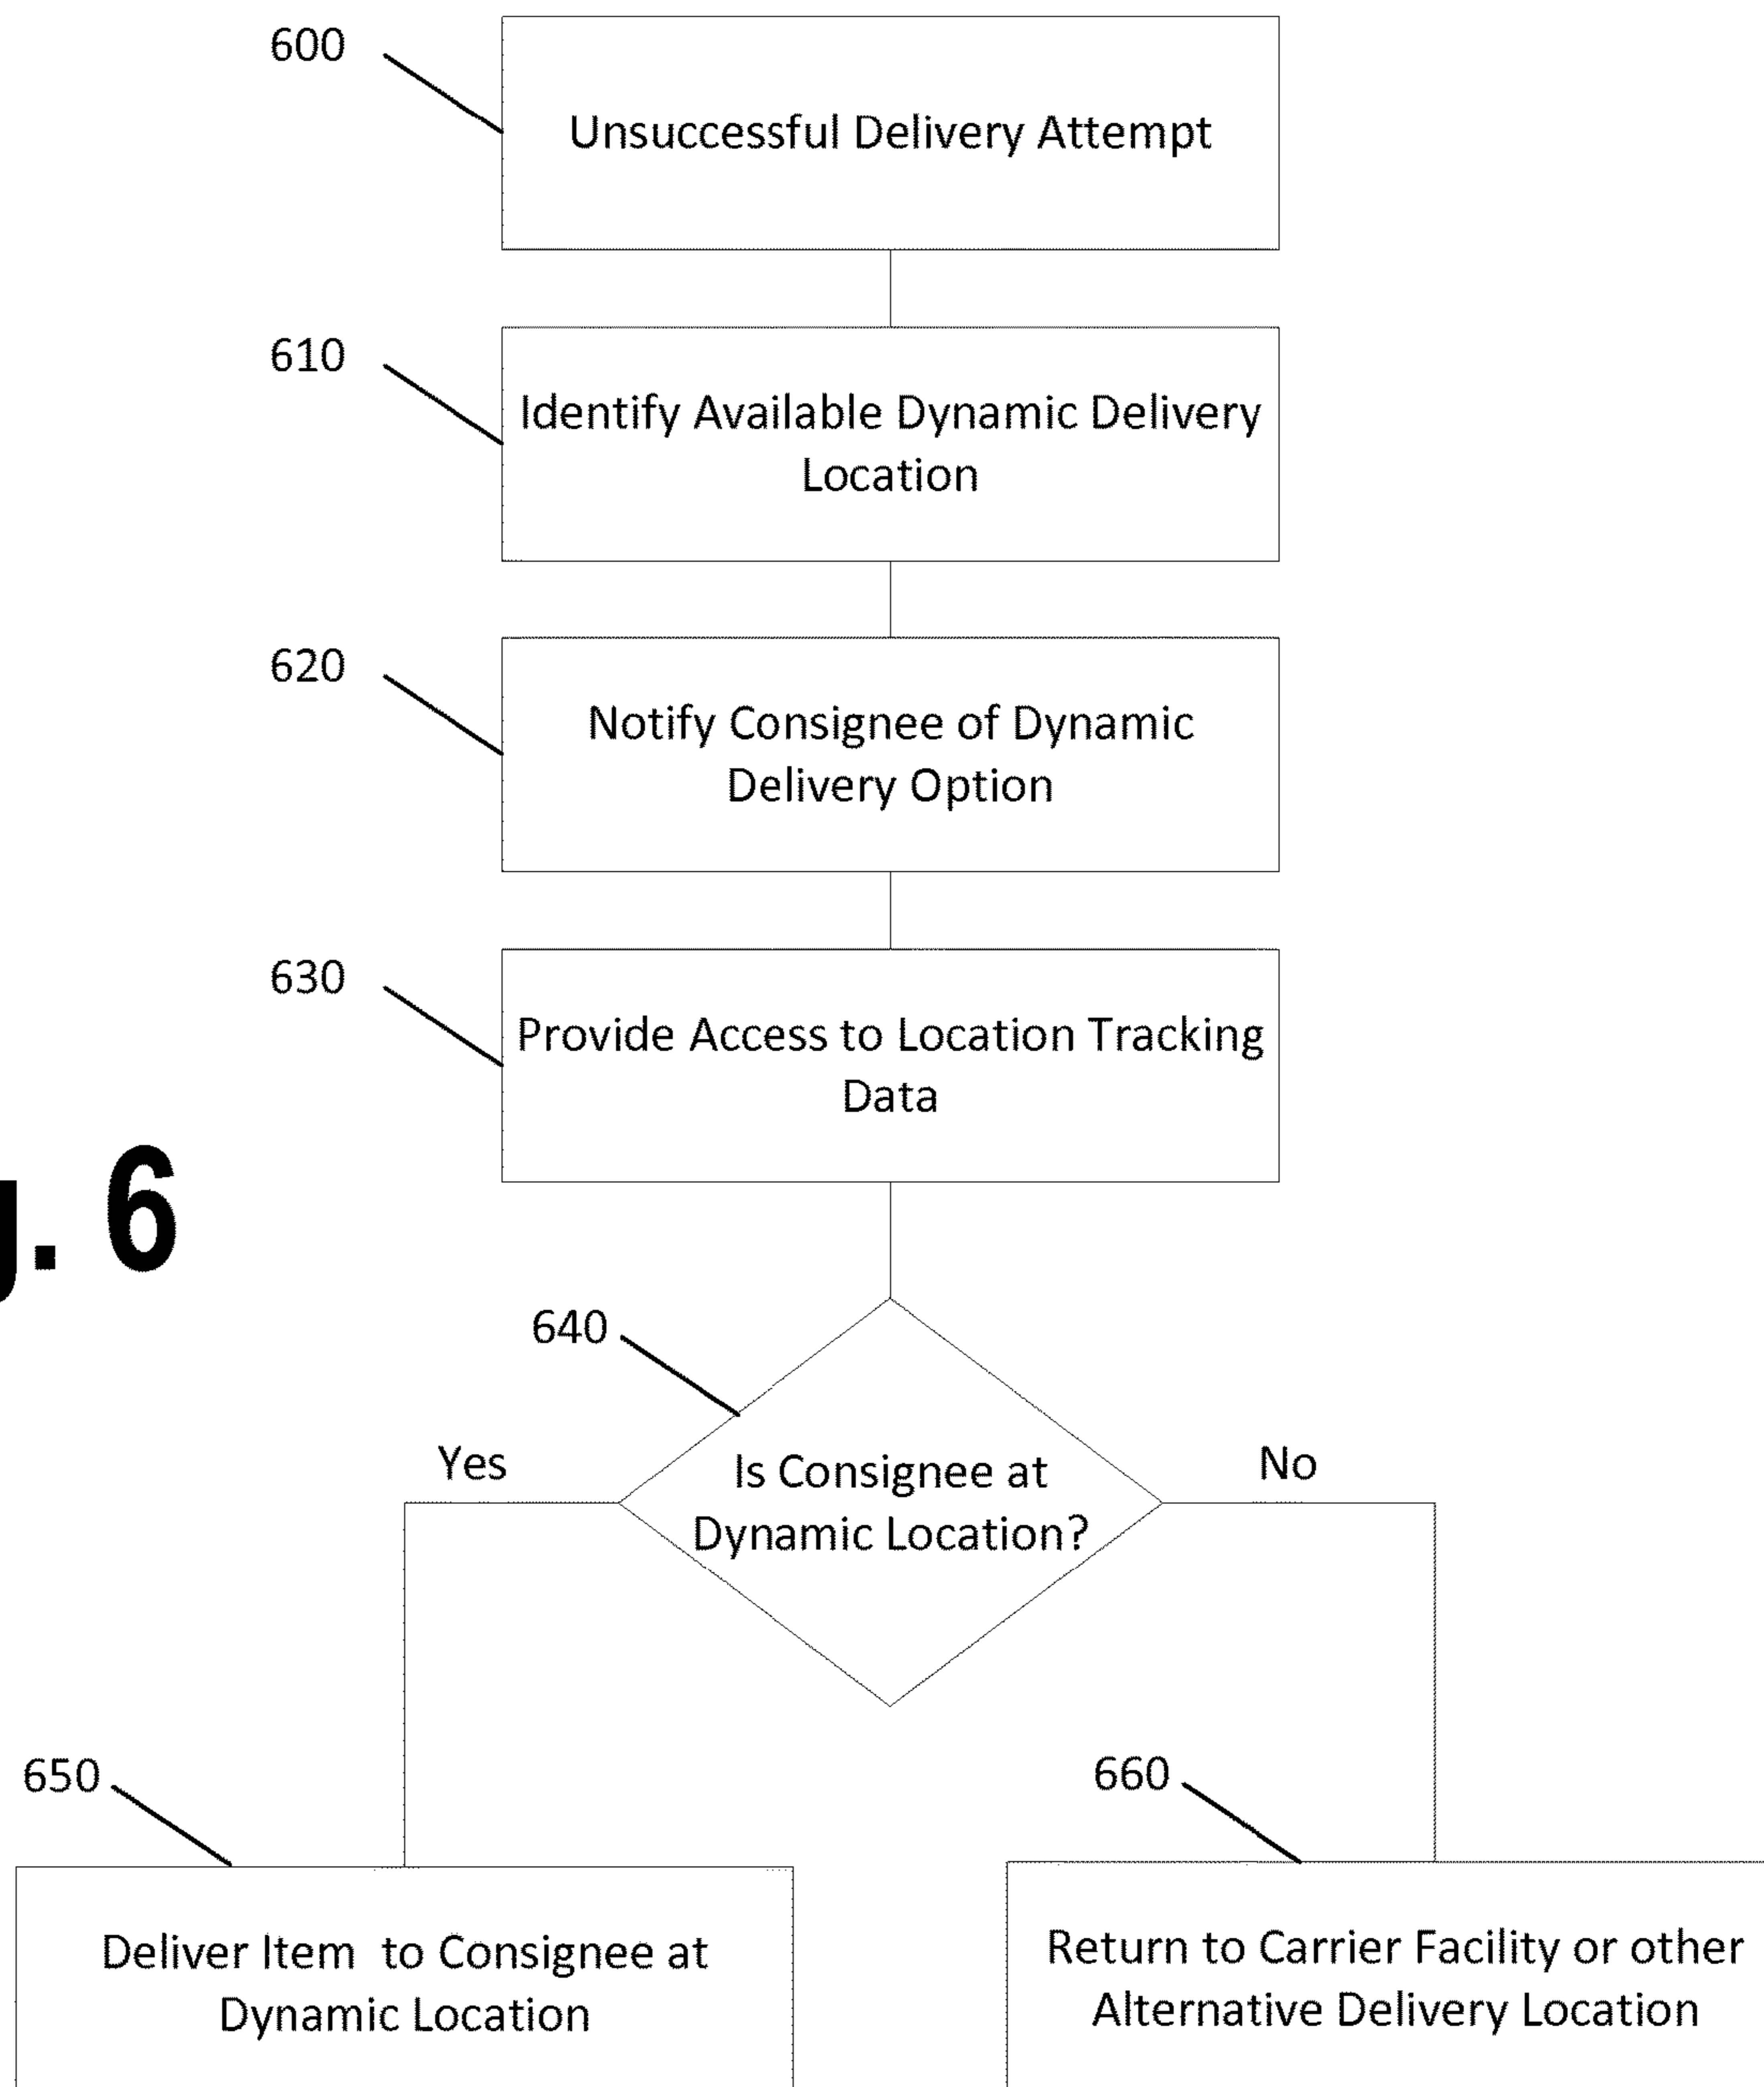 600
Unsuccessful Delivery Attempt
610
Identify Available Dynamic Delivery
Location
620
Notify Consignee of Dynamic
Delivery Option
630
Provide Access to Location Tracking
Data
g. 6
640
Is Consignee at
Dynamic Location?
Yes
No
650
Deliver Item  to Consignee at
Dynamic Location
660
Return to Carrier Facility or other
Alternative Delivery Location